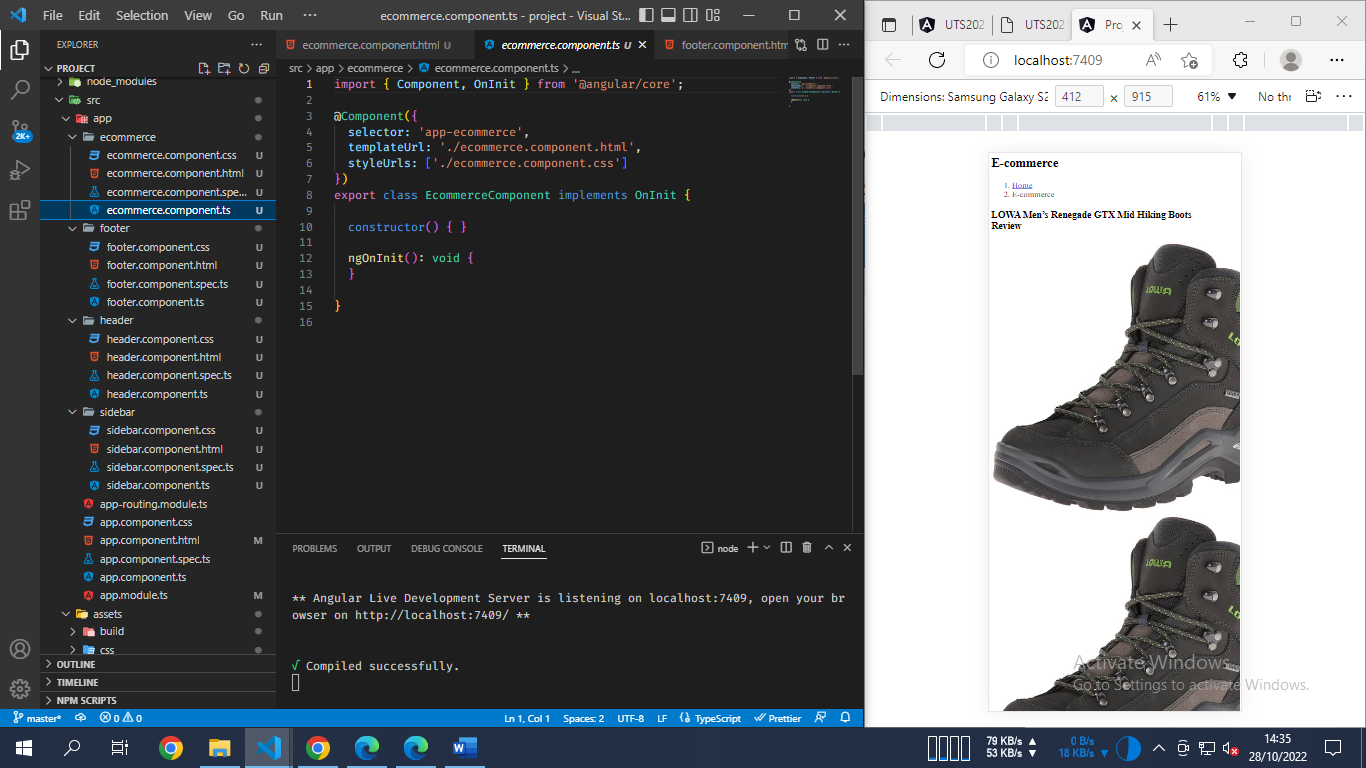 File Edit Selection View Go Run ··· ecommerce.component.ts - project - Visual St...
EXPLORER
PROJECT
node_modules
src
app
ecommerce
ecommerce.component.css U
ecommerce.component.html U
ecommerce.component.spe... U
ecommerce.component.ts U
footer
footer.component.css U
footer.component.html U
footer.component.spec.ts U
footer.component.ts U
header
header.component.css U
header.component.html U
header.component.spec.ts U
header.component.ts U
sidebar
sidebar.component.css U
sidebar.component.html U
sidebar.component.spec.ts U
sidebar.component.ts U
app-routing.module.ts
app.component.css
app.component.html M
app.component.spec.ts
app.component.ts
app.module.ts M
assets
build
css
OUTLINE
TIMELINE
NPM SCRIPTS
2K+
ecommerce.component.html U ecommerce.component.ts U footer.component.htm
src > app > ecommerce > ecommerce.component.ts > ...
1 import { Component, OnInit } from '@angular/core';
2
3 @Component({
4 selector: 'app-ecommerce',
5 templateUrl: './ecommerce.component.html',
6 styleUrls: ['./ecommerce.component.css']
7 })
8 export class EcommerceComponent implements OnInit {
9
10 constructor() { }
11
12 ngOnInit(): void {
13 }
14
15 }
16
PROBLEMS OUTPUT DEBUG CONSOLE TERMINAL node
** Angular Live Development Server is listening on localhost:7409, open your br
owser on http://localhost:7409/ **
√ Compiled successfully.
master* 0 0 Ln 1, Col 1 Spaces: 2 UTF-8 LF TypeScript Prettier
UTS202 UTS202 Pro
localhost:7409
Dimensions: Samsung Galaxy S2 412 x 915 61% No thr
E-commerce
1. Home
2. E-commerce
LOWA Men’s Renegade GTX Mid Hiking Boots
Review
LOWA
LOWA
Activate Windows
Go to Settings to activate Windows.
79 KB/s 0 B/s 14:35
53 KB/s 18 KB/s 28/10/2022